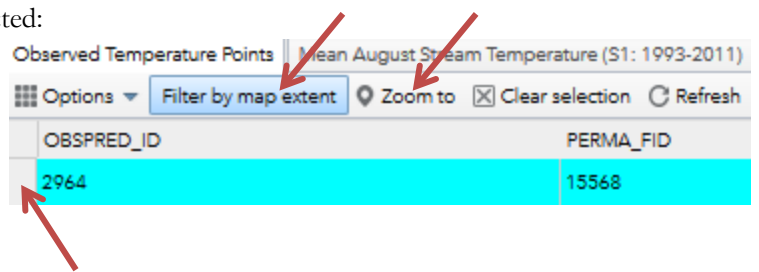 ted:
Observed Temperature Points Mean August Stream Temperature (S1: 1993-2011)
Options Filter by map extent Zoom to Clear selection Refresh
OBSPRED_ID PERMA_FID
2964 15568